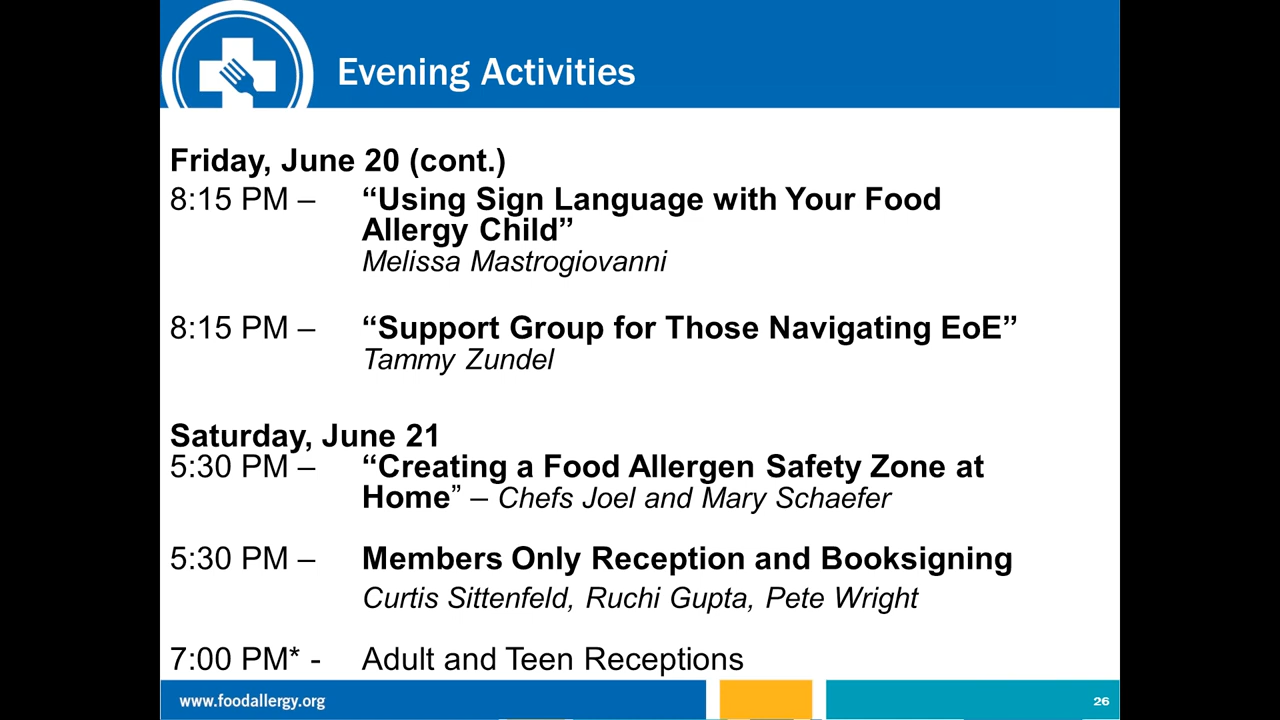 Evening Activities
Friday, June 20 (cont.)
8:15 PM – “Using Sign Language with Your Food
Allergy Child”
Melissa Mastrogiovanni
8:15 PM – “Support Group for Those Navigating EoE”
Tammy Zundel
Saturday, June 21
5:30 PM – “Creating a Food Allergen Safety Zone at
Home” – Chefs Joel and Mary Schaefer
5:30 PM – Members Only Reception and Booksigning
Curtis Sittenfeld, Ruchi Gupta, Pete Wright
7:00 PM* - Adult and Teen Receptions
www.foodallergy.org 26